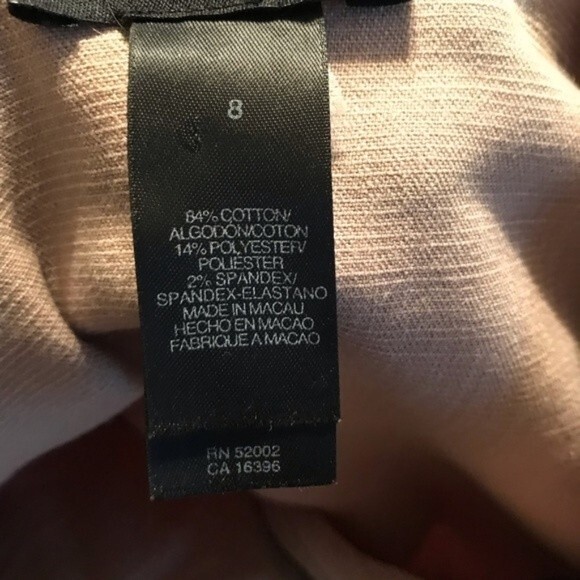 8
84% COTTON/
ALGODON/COTON
14% POLYESTER/
POLIESTER
2% SPANDEX/
SPANDEX-ELASTANO
MADE IN MACAU
HECHO EN MACAO
FABRIQUE A MACAO
RN 52002
CA 16396